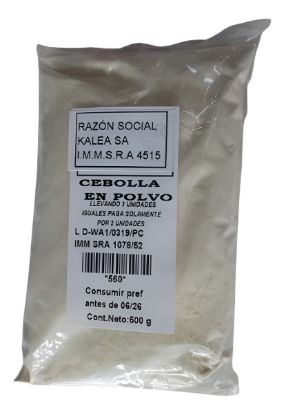 RAZÓN SOCIAL
KALEA SA
I.M.M.S.R.A 4515
CEBOLLA
EN POLVO
LLEVANDO 3 UNIDADES
IGUALES PAGA SOLAMENTE
POR 2 UNIDADES
L D-WA1/0319/PC
IMM SRA 1078/52
*560*
Consumir pref
antes de 06/26
Cont.Neto:500 g